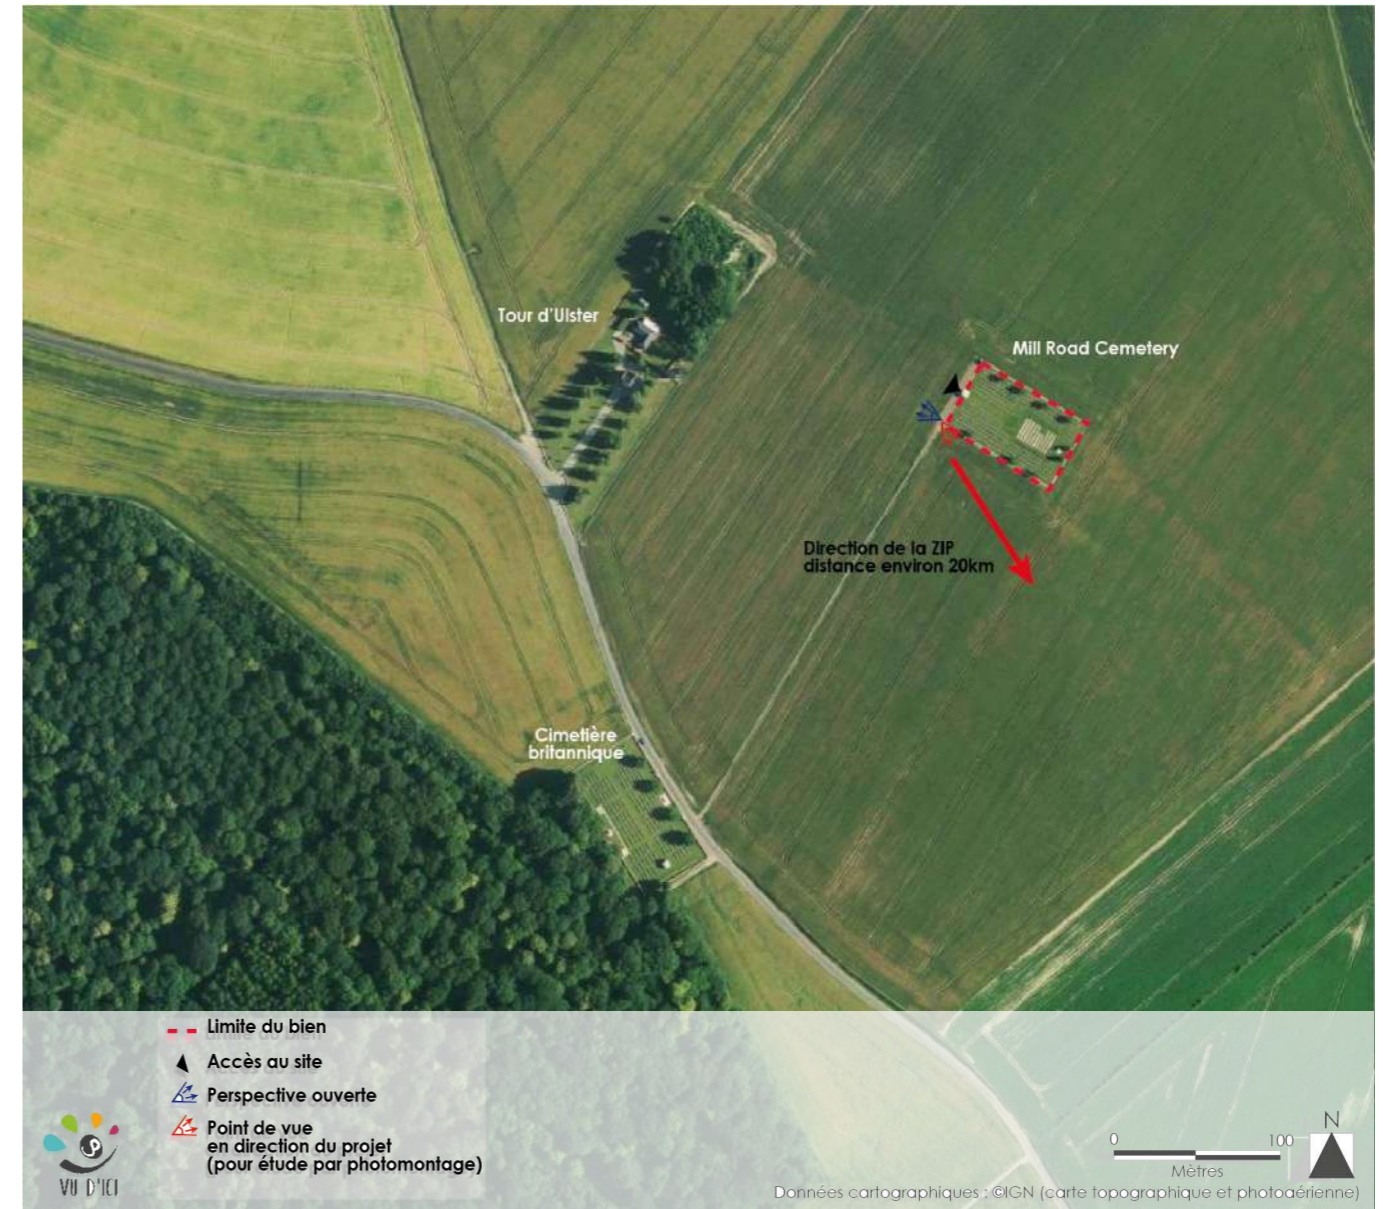 Tour d'Ulster
Mill Road Cemetery
Direction de la ZIP
distance environ 20km
Cimetière
britannique
Limite du bien
Accès au site
Perspective ouverte
Point de vue
en direction du projet
(pour étude par photomontage)
VU D'ICI
N
0 100
Mètres
Données cartographiques : ©IGN (carte topographique et photoaérienne)